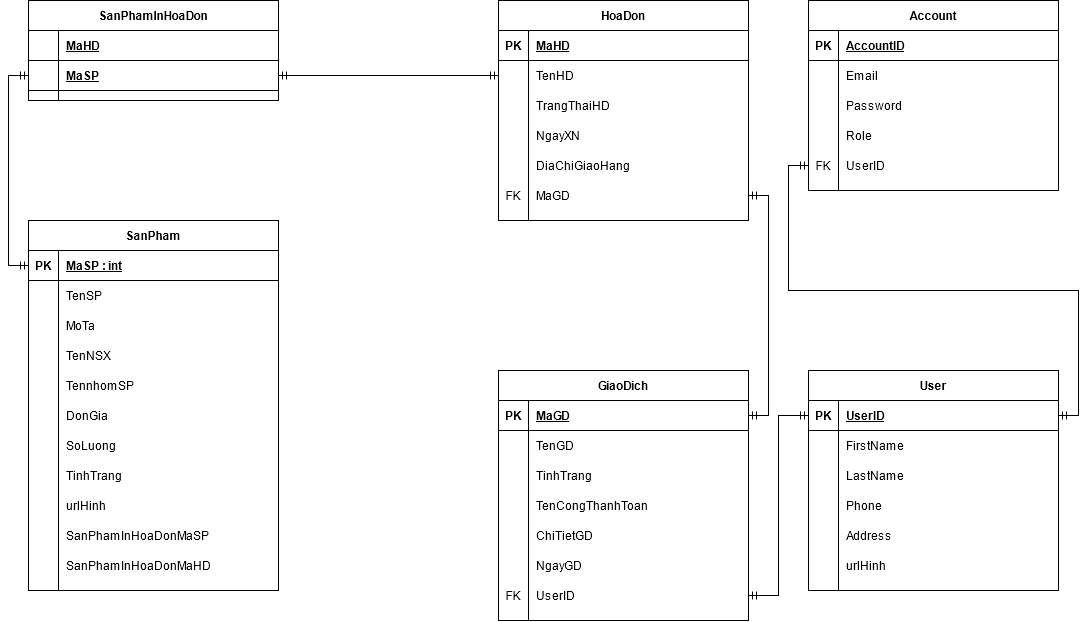 SanPhamInHoaDon
MaHD
MaSP
HoaDon
PK MaHD
TenHD
TrangThaiHD
NgayXN
DiaChiGiaoHang
FK MaGD
Account
PK AccountID
Email
Password
Role
FK UserID
SanPham
PK MaSP : int
TenSP
MoTa
TenNSX
TennhomSP
DonGia
SoLuong
TinhTrang
urlHinh
SanPhamInHoaDonMaSP
SanPhamInHoaDonMaHD
GiaoDich
PK MaGD
TenGD
TinhTrang
TenCongThanhToan
ChiTietGD
NgayGD
FK UserID
User
PK UserID
FirstName
LastName
Phone
Address
urlHinh